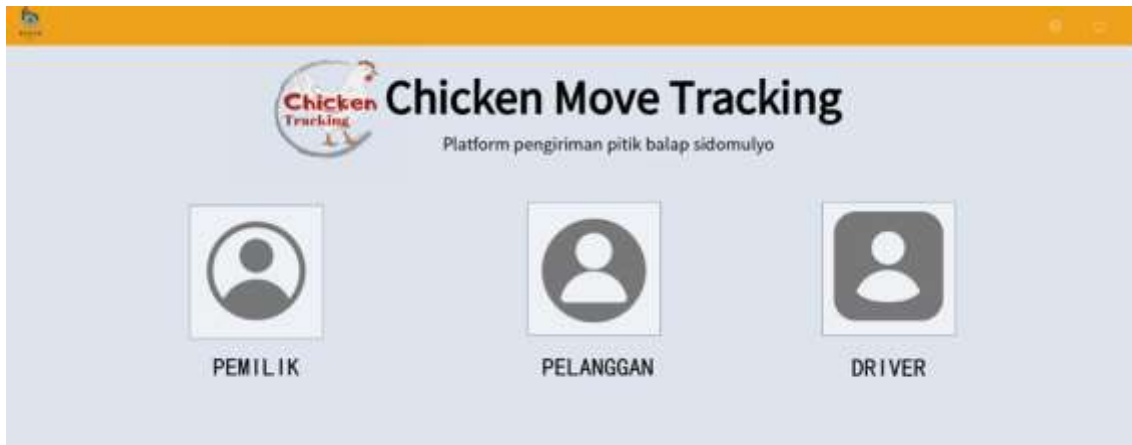 Chicken Move Tracking
Chicken
Tracking
Platform pengiriman pitik balap sidomulyo
PEMILIK
PELANGGAN
DRIVER